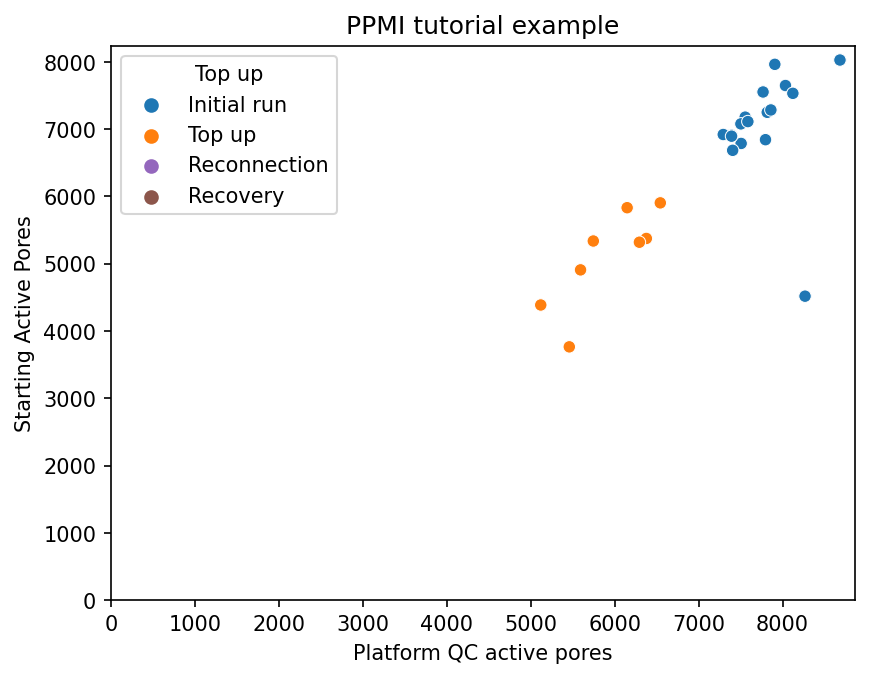 PPMI tutorial example
Top up
Initial run
Top up
Reconnection
Recovery
Starting Active Pores
8000
7000
6000
5000
4000
3000
2000
1000
0
0 1000 2000 3000 4000 5000 6000 7000 8000
Platform QC active pores